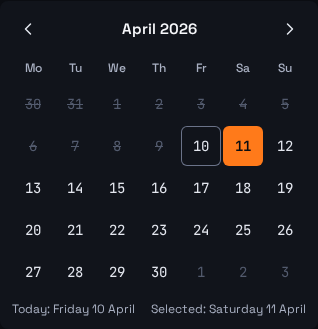 April 2026
Mo Tu We Th Fr Sa Su
30 31 1 2 3 4 5
6 7 8 9 10 11 12
13 14 15 16 17 18 19
20 21 22 23 24 25 26
27 28 29 30 1 2 3
Today: Friday 10 April Selected: Saturday 11 April